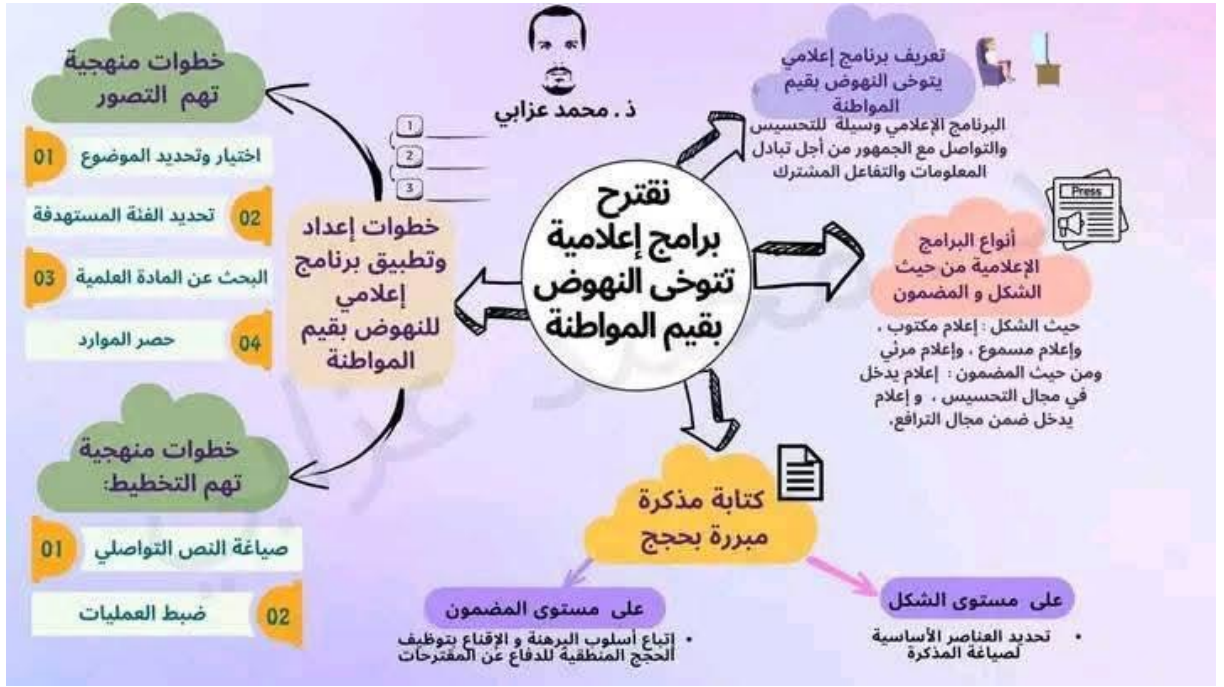 ذ . محمد عزابي
نقترح
برامج إعلامية
تتوخى النهوض
بقيم المواطنة
تعريف برنامج إعلامي
يتوخى النهوض بقيم
المواطنة
البرنامج الإعلامي وسيلة للتحسيس
والتواصل مع الجمهور من أجل تبادل
المعلومات والتفاعل المشترك
Press
أنواع البرامج
الإعلامية من حيث
الشكل و المضمون
حيث الشكل : إعلام مكتوب ،
وإعلام مسموع ، وإعلام مرئي
ومن حيث المضمون : إعلام يدخل
في مجال التحسيس ، و إعلام
يدخل ضمن مجال الترافع.
كتابة مذكرة
مبررة بحجج
على مستوى الشكل
• تحديد العناصر الأساسية
لصياغة المذكرة
على مستوى المضمون
• إتباع أسلوب البرهنة و الإقناع بتوظيف
الحجج المنطقية للدفاع عن المقترحات
1
2
3
خطوات إعداد
وتطبيق برنامج
إعلامي
للنهوض بقيم
المواطنة
خطوات منهجية
تهم التصور
اختيار وتحديد الموضوع 01
02 تحديد الفئة المستهدفة
البحث عن المادة العلمية 03
04 حصر الموارد
خطوات منهجية
تهم التخطيط:
صياغة النص التواصلي 01
02 ضبط العمليات